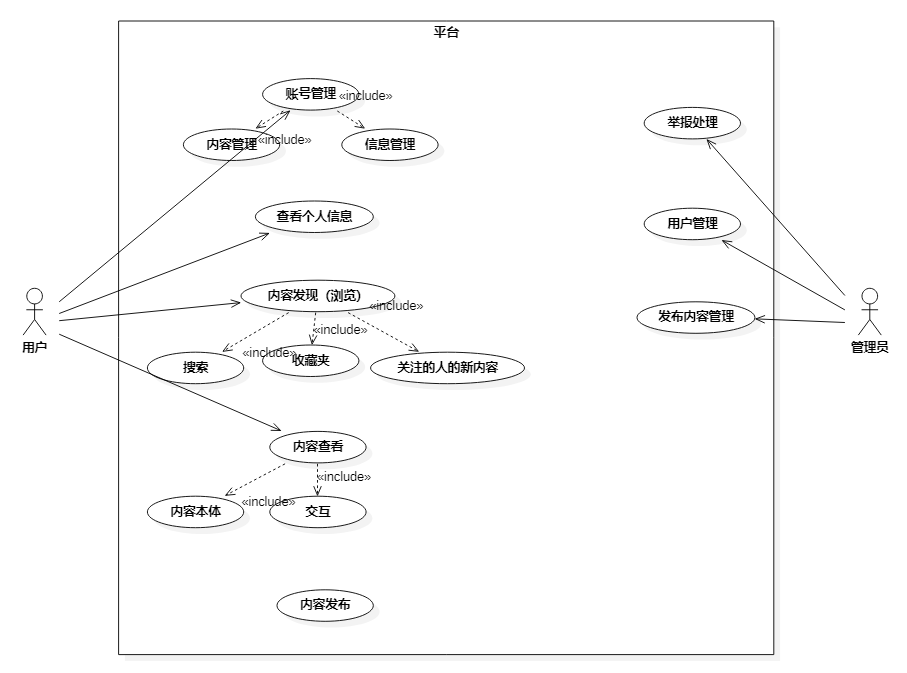 平台
账号管理
«include»
内容管理
«include»
信息管理
举报处理
查看个人信息
用户管理
内容发现（浏览）
«include»
发布内容管理
«include»
用户
管理员
搜索
«include»
收藏夹
关注的人的新内容
内容查看
«include»
内容本体
«include»
交互
内容发布